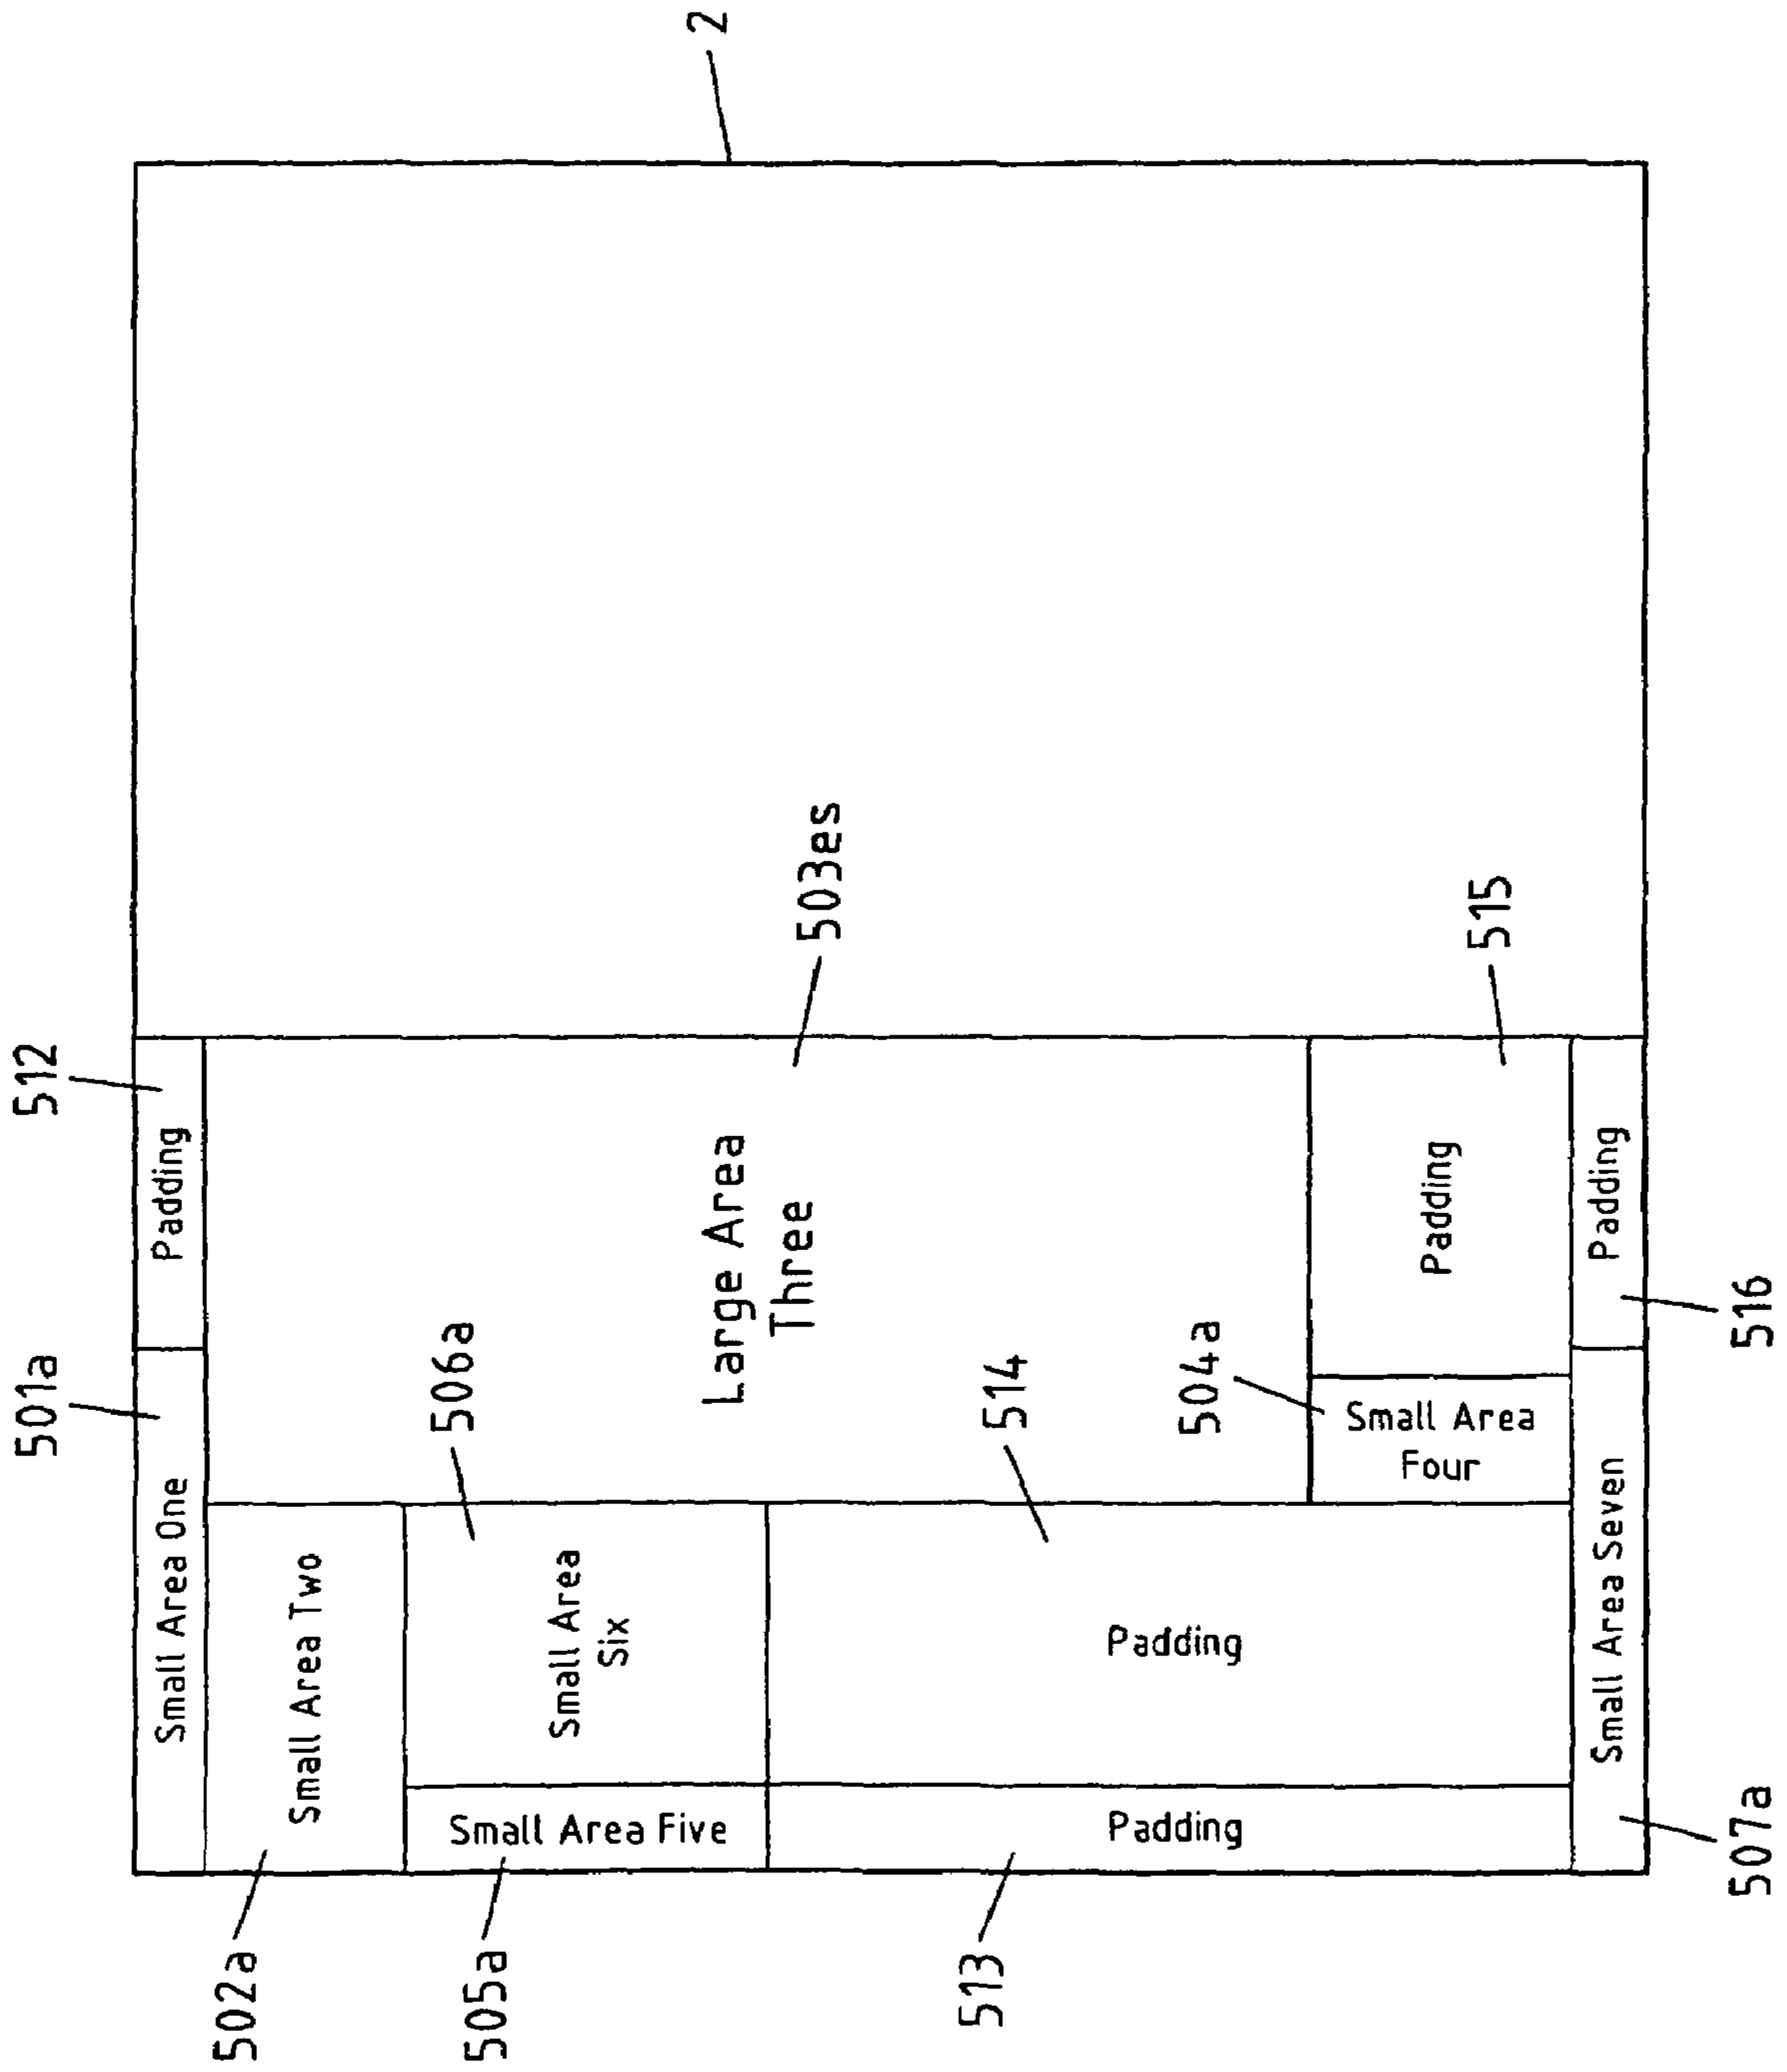 2
512
501a
Padding
Small Area One
503es
Large Area
Three
506a
Small Area Two
Small Area
Six
514
504a
515
Padding
Small Area
Four
Padding
516
Padding
Small Area Seven
Small Area Five
Padding
502a
505a
513
507a